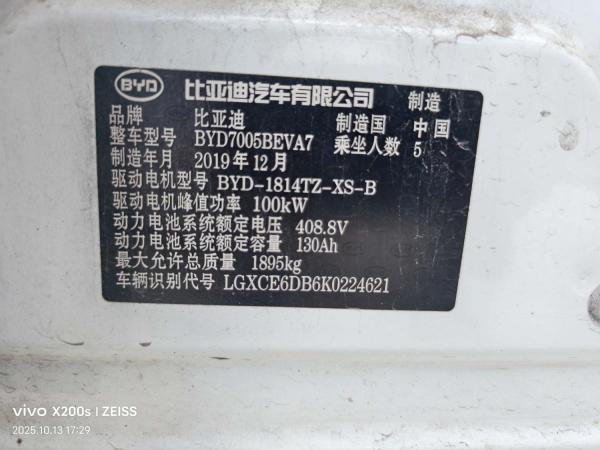 BYD 比亚迪汽车有限公司 制造
品牌 比亚迪 制造国 中国
整车型号 BYD7005BEVA7 乘坐人数 5
制造年月 2019年12月
驱动电机型号 BYD-1814TZ-XS-B
驱动电机峰值功率 100kW
动力电池系统额定电压 408.8V
动力电池系统额定容量 130Ah
最大允许总质量 1895kg
车辆识别代号 LGXCE6DB6K0224621
vivo X200s | ZEISS
2025.10.13 17:29